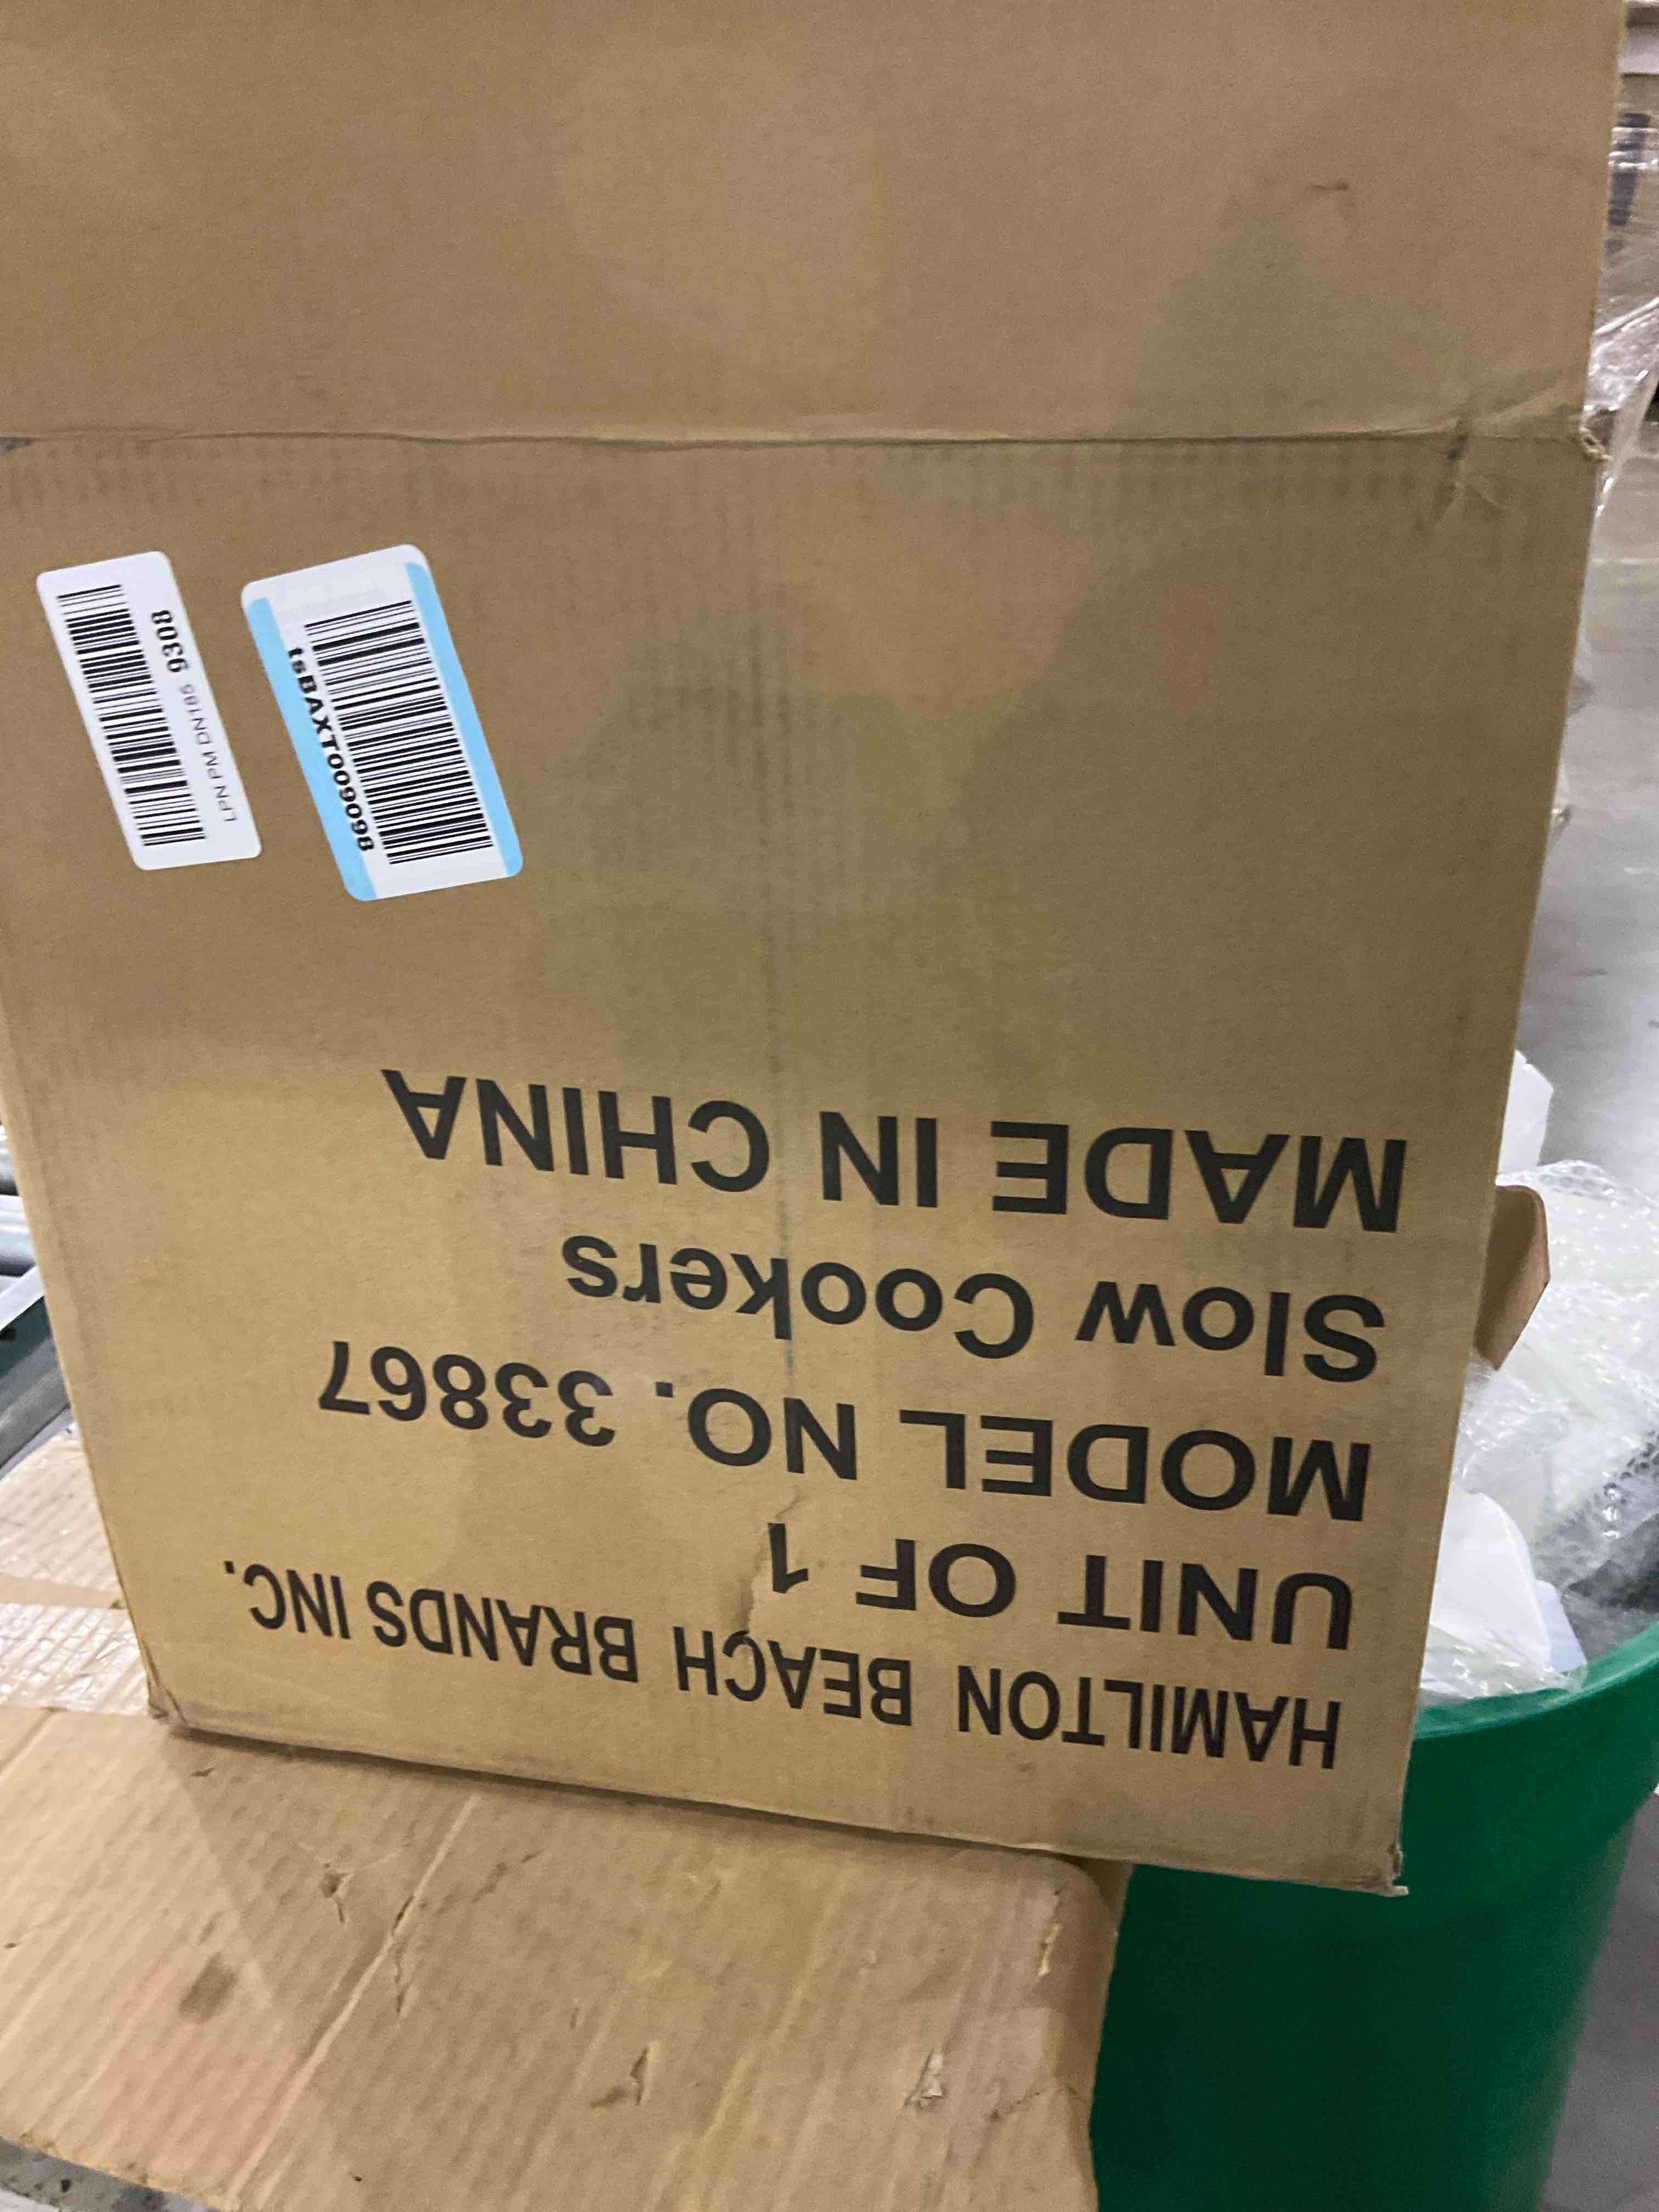 HAMILTON BEACH BRANDS INC.
UNIT OF 1
MODEL NO. 33867
Slow Cookers
MADE IN CHINA
tsBAXT009098
LPN PM DN185 9308